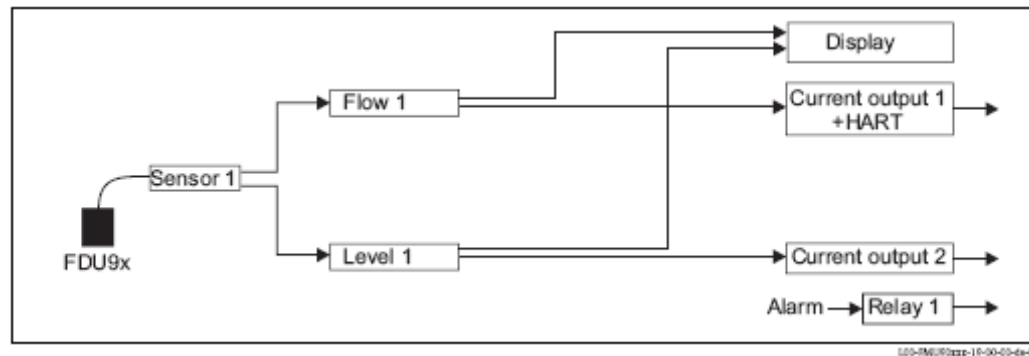 Display
Flow 1
Current output 1
+HART
Sensor 1
FDU9x
Level 1
Current output 2
Alarm
Relay 1